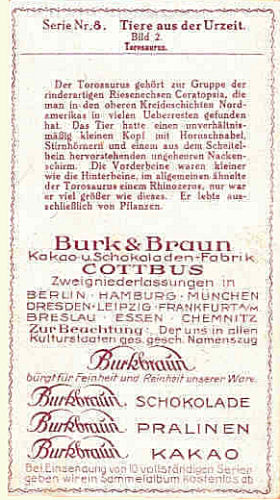 Serie Nr. 8. Tiere aus der Urzeit.
Bild 2.
Torosaurus.
Der Torosaurus gehört zur Gruppe der
rinderartigen Riesenechsen Ceratopsia, die
man in den oberen Kreideschichten Nord-
amerikas in vielen Ueberresten gefunden
hat. Das Tier hatte einen unverhältnis-
mäßig kleinen Kopf mit Hornschnabel,
Stirnhörnern und einem aus dem Scheitel-
bein hervorstehenden ungeheuren Nacken-
schirm. Die Vorderbeine waren kleiner
wie die Hinterbeine, im allgemeinen ähnelte
der Torosaurus einem Rhinozeros, nur war
er viel größer wie dieses. Er lebte aus-
schließlich von Pflanzen.
Burk & Braun
Kakao- u. Schokoladen-Fabrik
COTTBUS
Zweigniederlassungen in
BERLIN · HAMBURG · MÜNCHEN
DRESDEN · LEIPZIG · FRANKFURT A/M
BRESLAU · ESSEN · CHEMNITZ
Zur Beachtung: Der uns in allen
Kulturstaaten ges. gesch. Namenszug
Burkbraun
bürgt für Feinheit und Reinheit unserer Ware.
Burkbraun SCHOKOLADE
Burkbraun PRALINEN
Burkbraun KAKAO
Bei Einsendung von 10 vollständigen Serien
geben wir ein Sammelalbum kostenlos ab